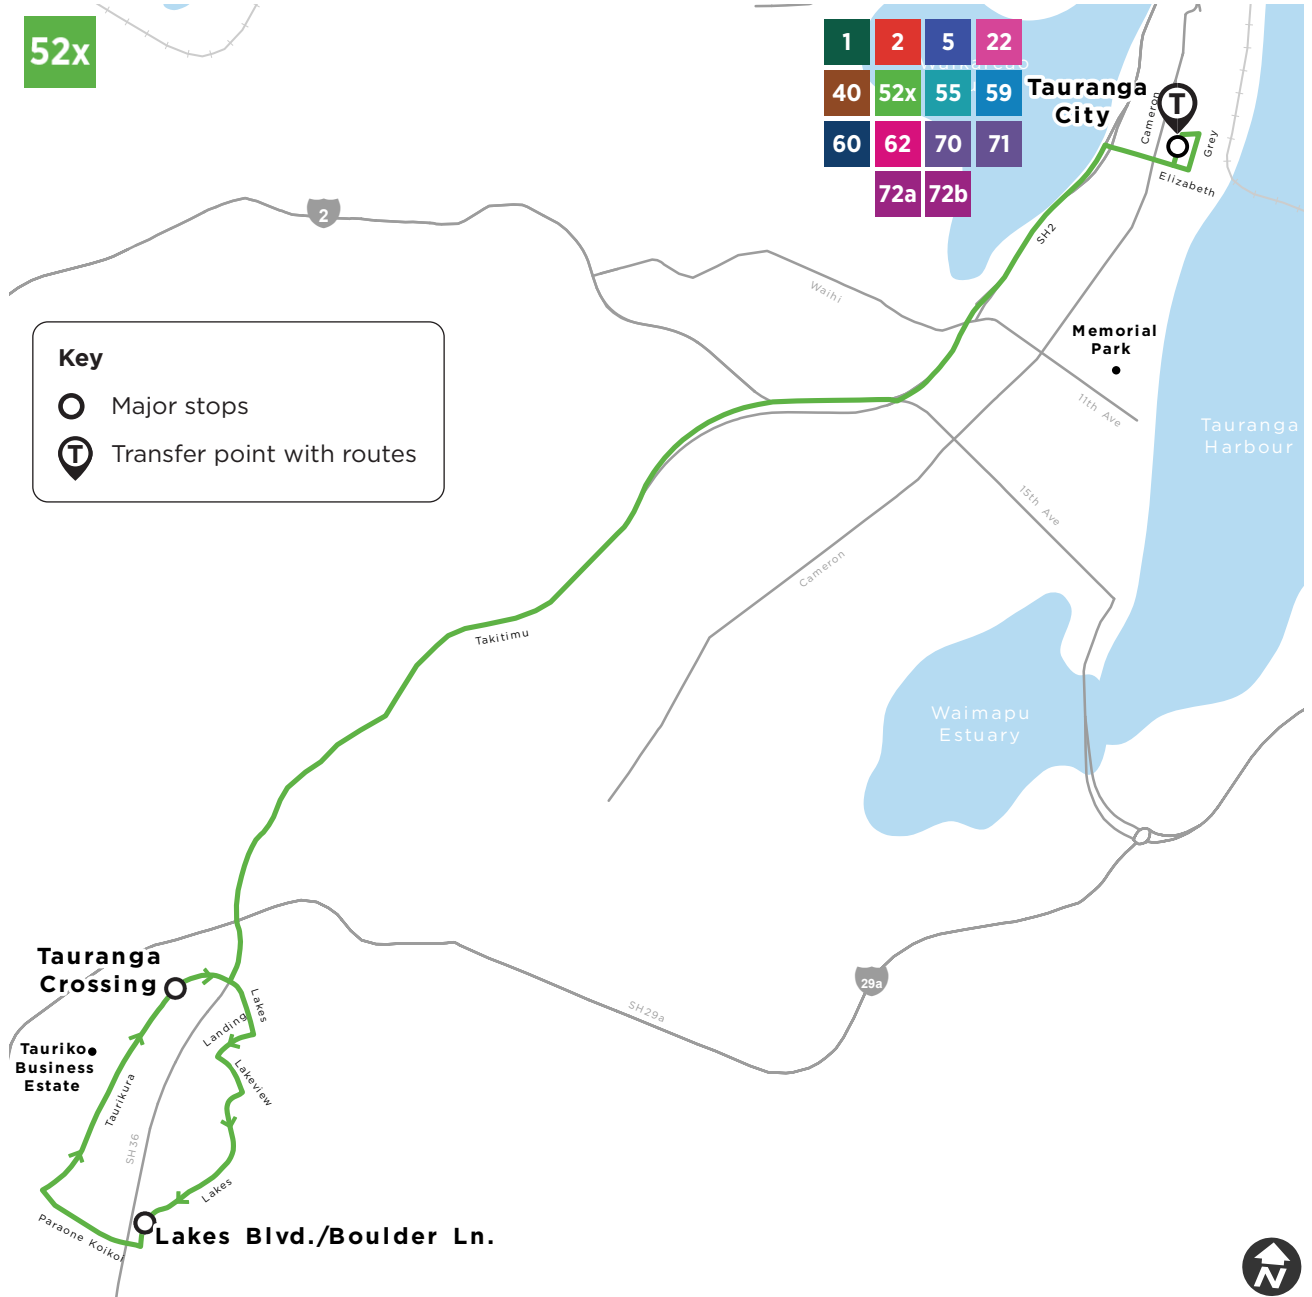 52x
1 2 5 22
40 52x 55 59
60 62 70 71
72a 72b
Tauranga
City
T
Cameron
Grey
Elizabeth
SH2
2
Waihi
Memorial
Park
11th Ave
Key
Major stops
T
Transfer point with routes
Tauranga
Harbour
15th Ave
Cameron
Takitimu
Waimapu
Estuary
Tauranga
Crossing
29a
SH29a
Lakes
Landing
Tauriko
Business
Estate
Lakeview
Taurikura
SH36
Lakes
Paraone Koikoi
Lakes Blvd./Boulder Ln.
N